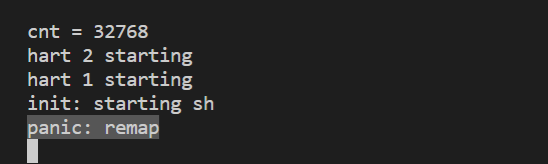 cnt = 32768
hart 2 starting
hart 1 starting
init: starting sh
panic: remap